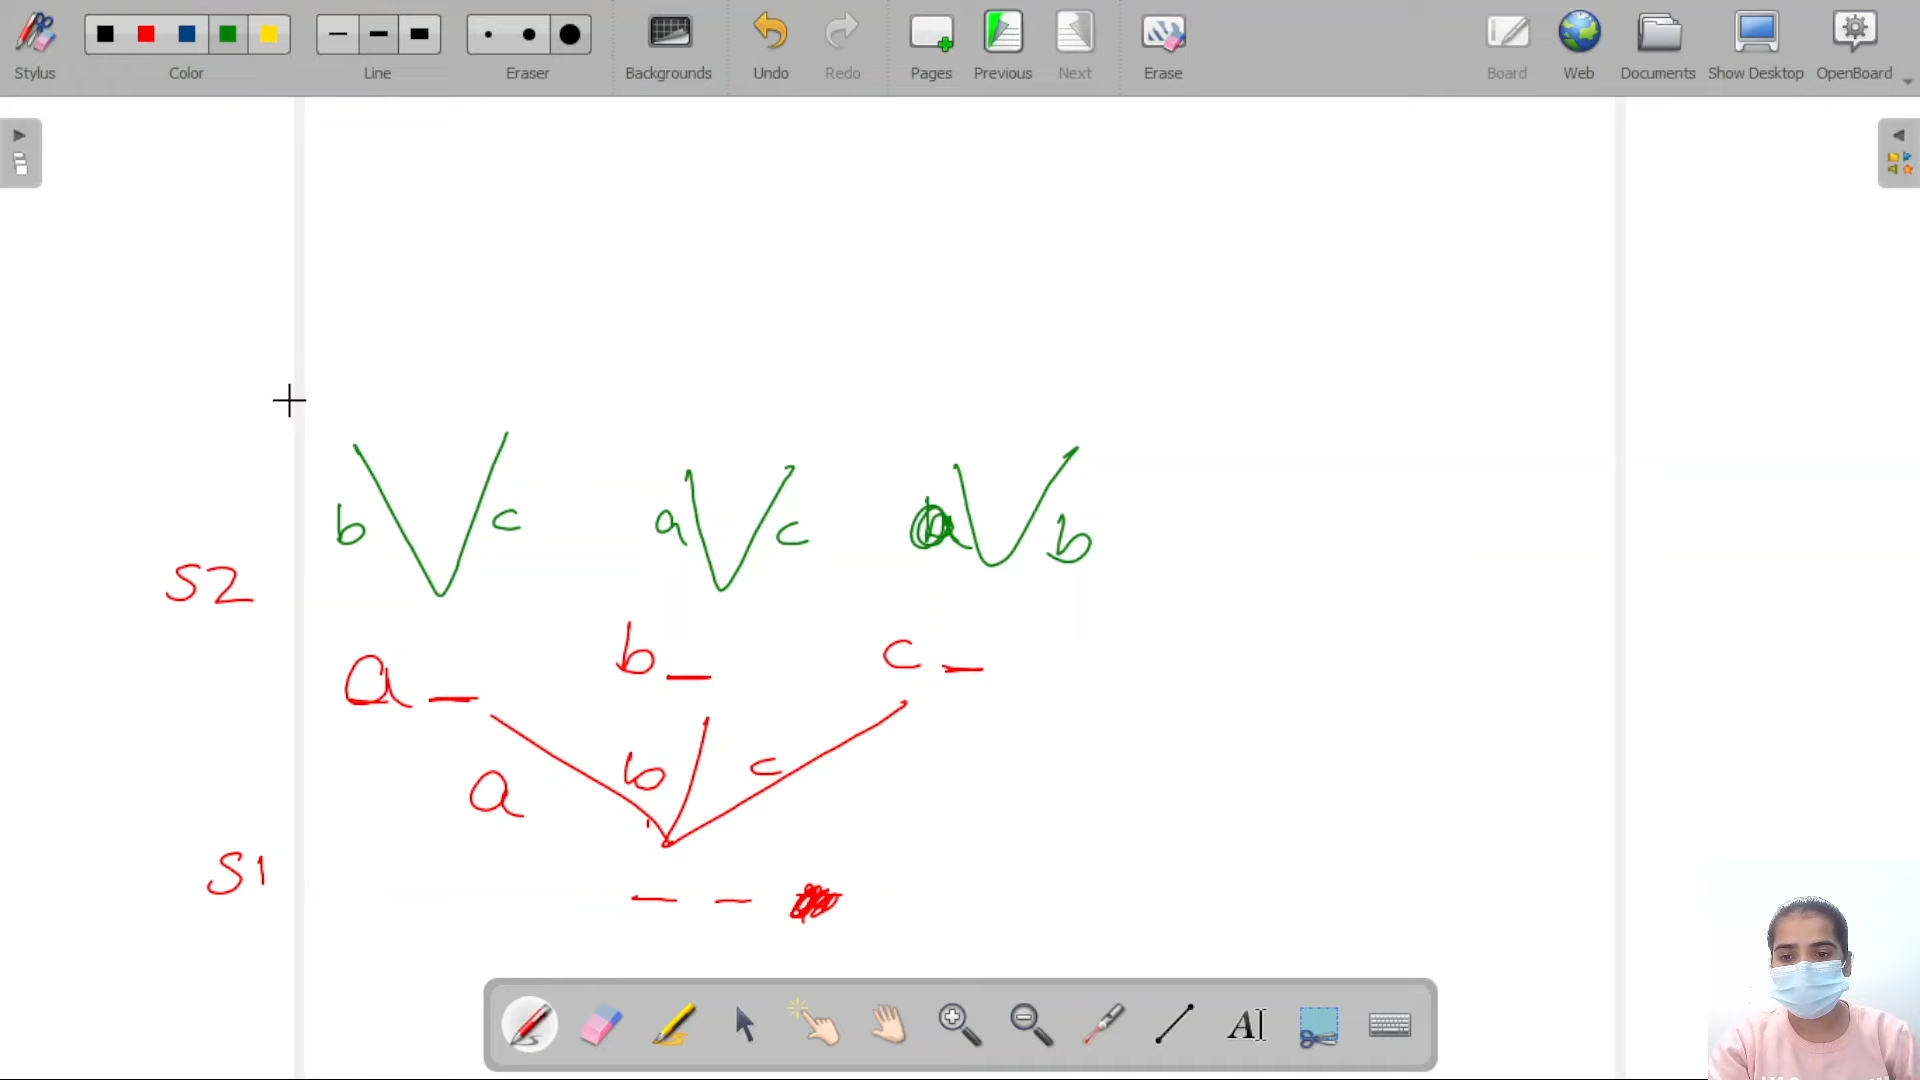 Stylus Color Line Eraser Backgrounds Undo Redo Pages Previous Next Erase Board Web Documents Show Desktop OpenBoard
b c a c a b
S2
a _ b _ c _
a b c
S1
_ _